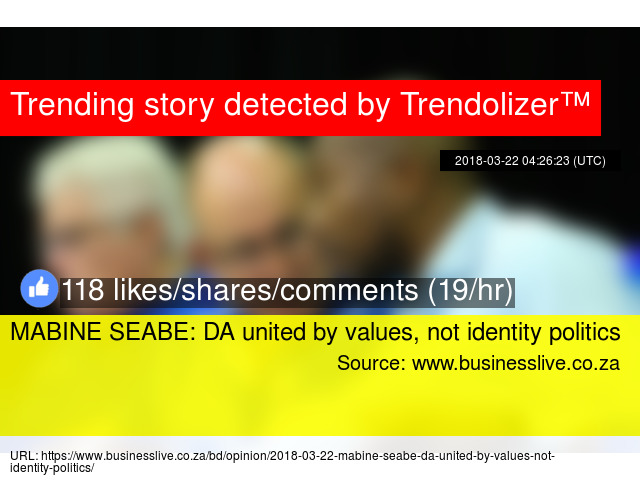 Trending story detected by Trendolizer™
2018-03-22 04:26:23 (UTC)
118 likes/shares/comments (19/hr)
MABINE SEABE: DA united by values, not identity politics
Source: www.businesslive.co.za
URL: https://www.businesslive.co.za/bd/opinion/2018-03-22-mabine-seabe-da-united-by-values-not-
identity-politics/